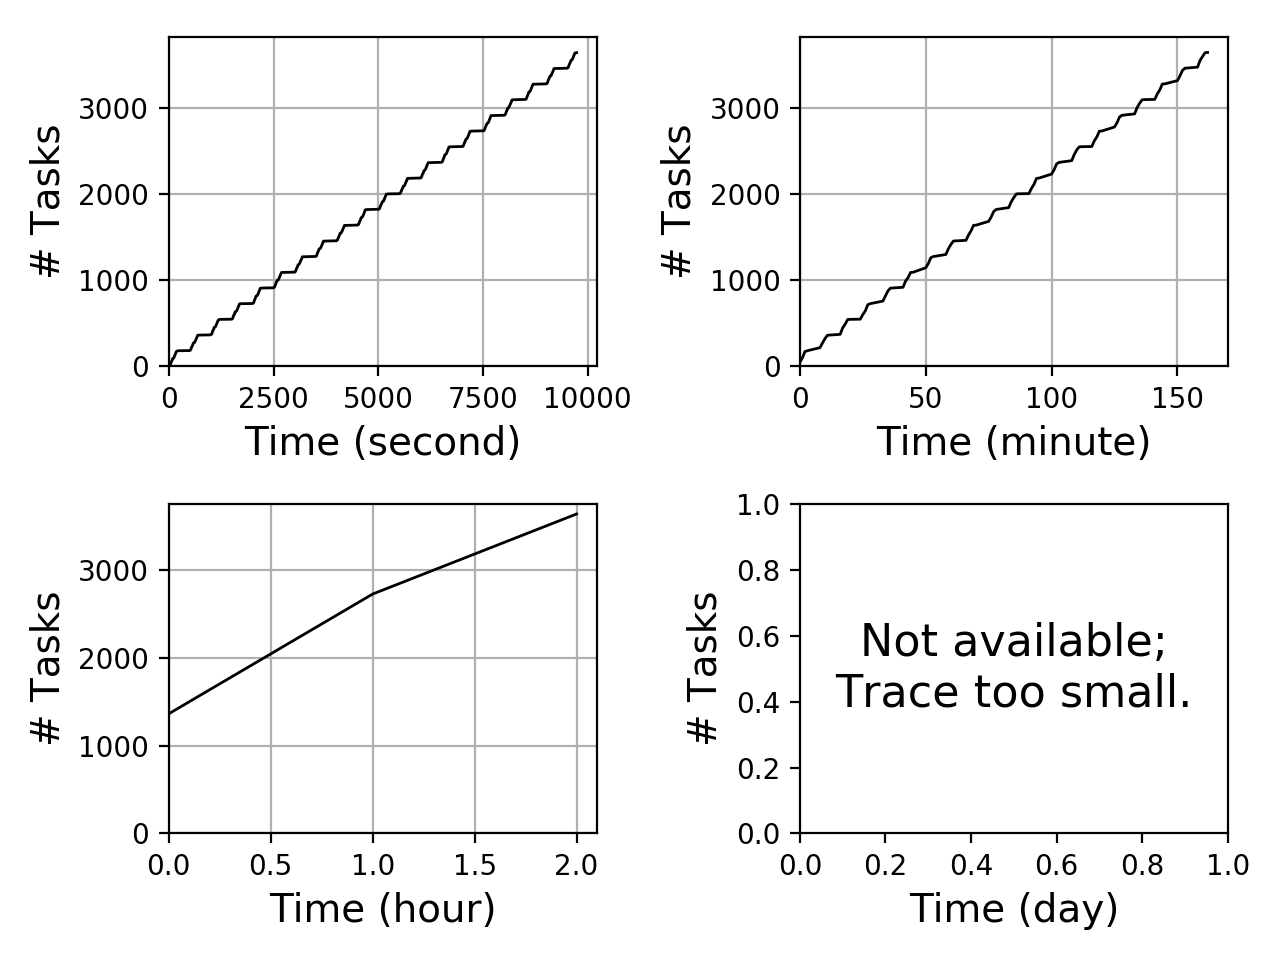 # Tasks
3000
2000
1000
0
0 2500 5000 7500 10000
Time (second)
# Tasks
3000
2000
1000
0
0 50 100 150
Time (minute)
# Tasks
3000
2000
1000
0
0.0 0.5 1.0 1.5 2.0
Time (hour)
# Tasks
1.0
0.8
0.6
0.4
0.2
0.0
Not available;
Trace too small.
0.0 0.2 0.4 0.6 0.8 1.0
Time (day)